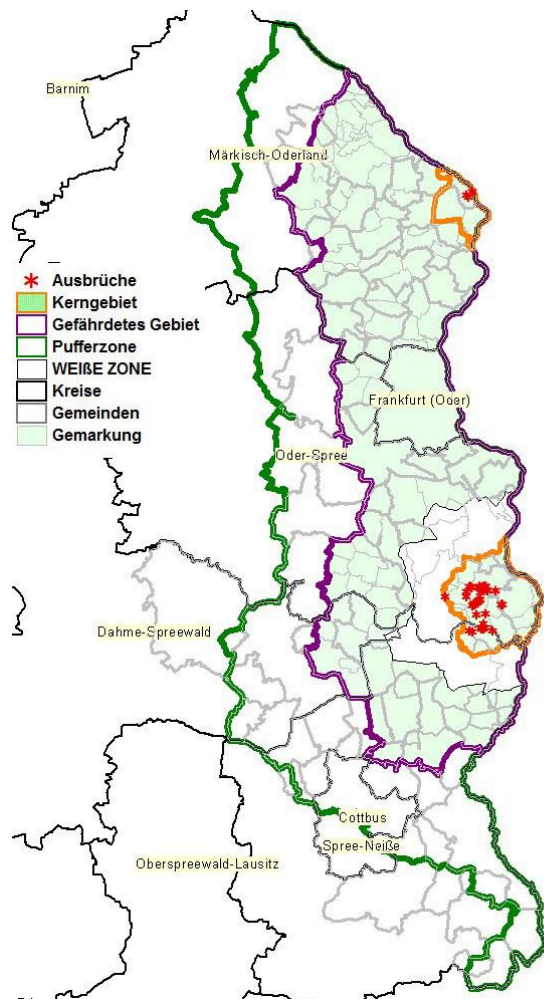 Barnim
Märkisch-Oderland
Ausbrüche
Kerngebiet
Gefährdetes Gebiet
Pufferzone
WEIßE ZONE
Kreise
Gemeinden
Gemarkung
Frankfurt (Oder)
Oder-Spree
Dahme-Spreewald
Cottbus
Spree-Neiße
Oberspreewald-Lausitz